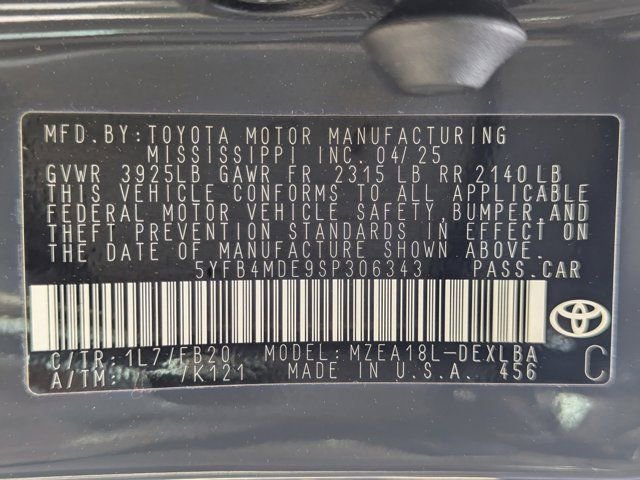 MFD.BY:TOYOTA MOTOR MANUFACTURING
MISSISSIPPI INC. 04/25
GVWR 3925LB GAWR FR 2315 LB RR 2140 LB
THIS VEHICLE CONFORMS TO ALL APPLICABLE
FEDERAL MOTOR VEHICLE SAFETY,BUMPER,AND
THEFT PREVENTION STANDARDS IN EFFECT ON
THE DATE OF MANUFACTURE SHOWN ABOVE.
5YFB4MDE9SP306343 PASS.CAR
C/TR:1L7/FB20 MODEL:MZEA18L-DEXLBA
A/TM: /K121 MADE IN U.S.A. 456 C